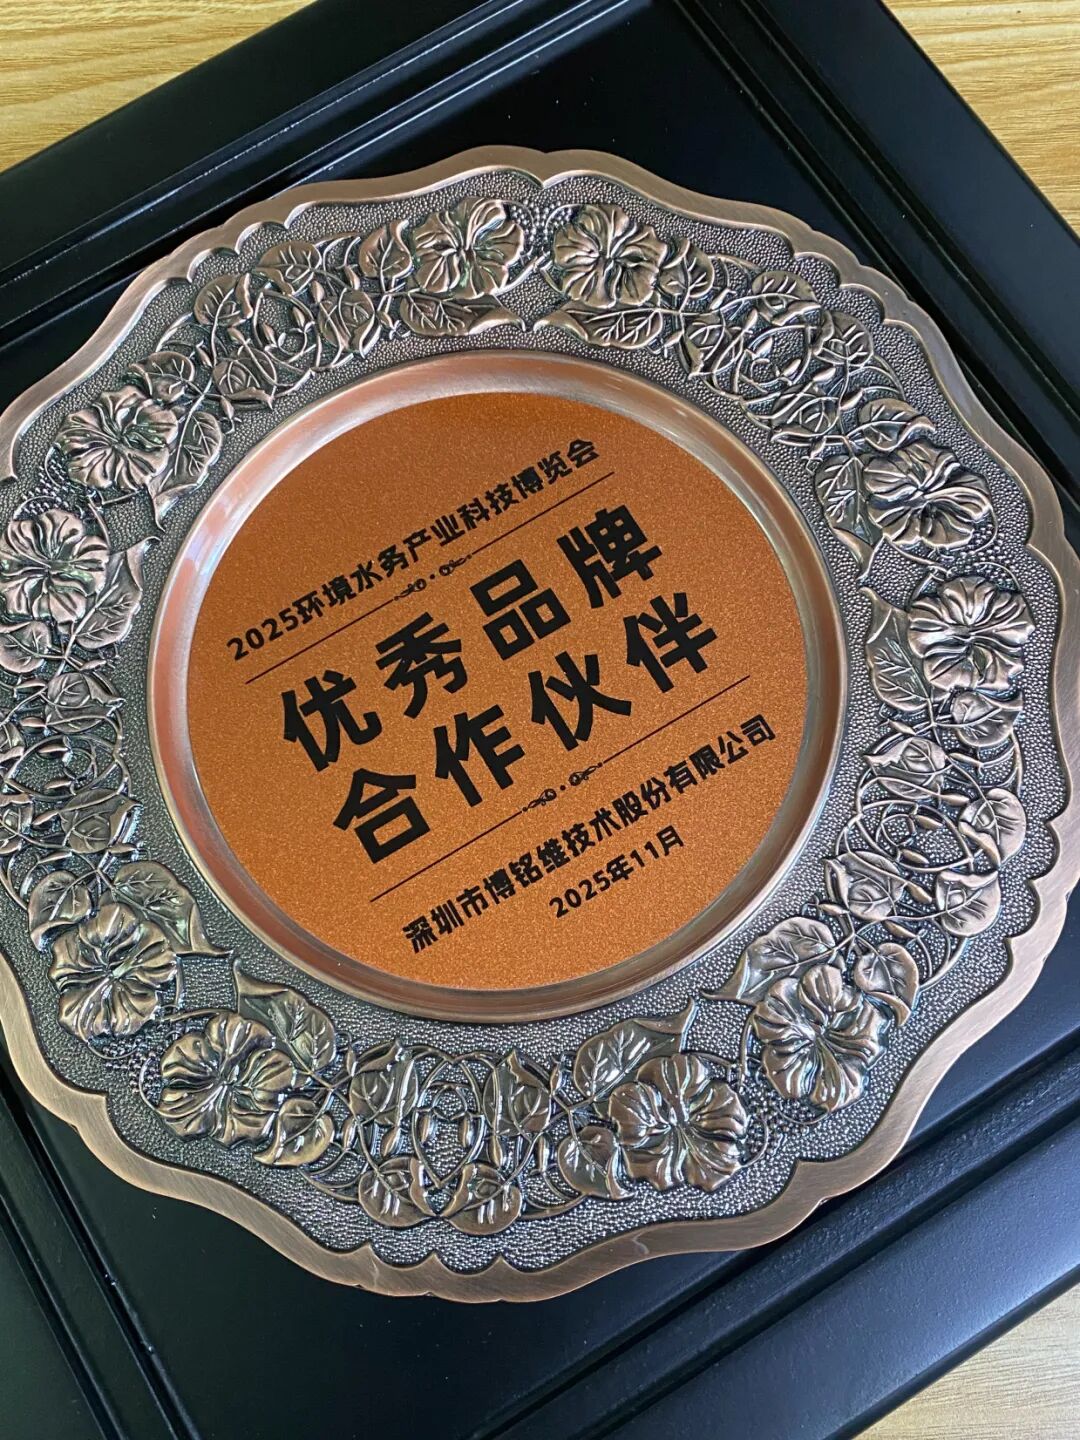 2025环境水务产业科技博览会
优秀品牌
合作伙伴
深圳市博铭维技术股份有限公司
2025年11月